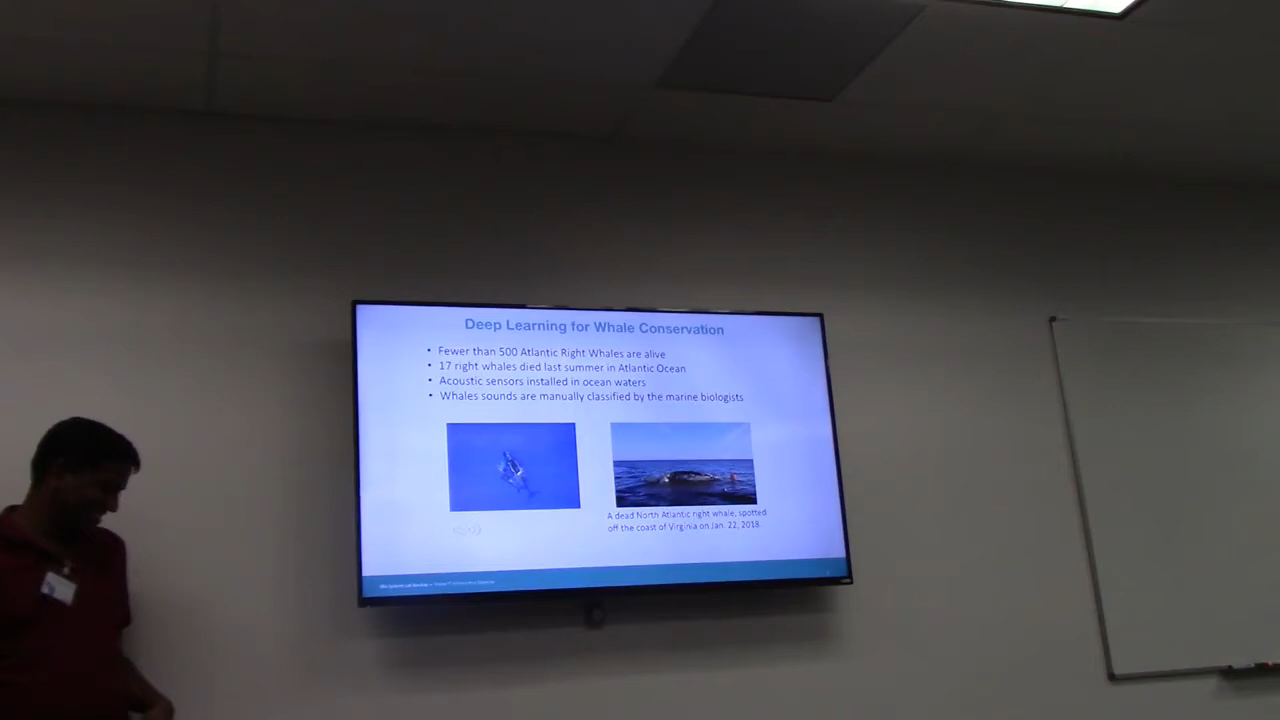 Deep Learning for Whale Conservation
• Fewer than 500 Atlantic Right Whales are alive
• 17 right whales died last summer in Atlantic Ocean
• Acoustic sensors installed in ocean waters
• Whales sounds are manually classified by the marine biologists
A dead North Atlantic right whale, spotted
off the coast of Virginia on Jan. 22, 2018.